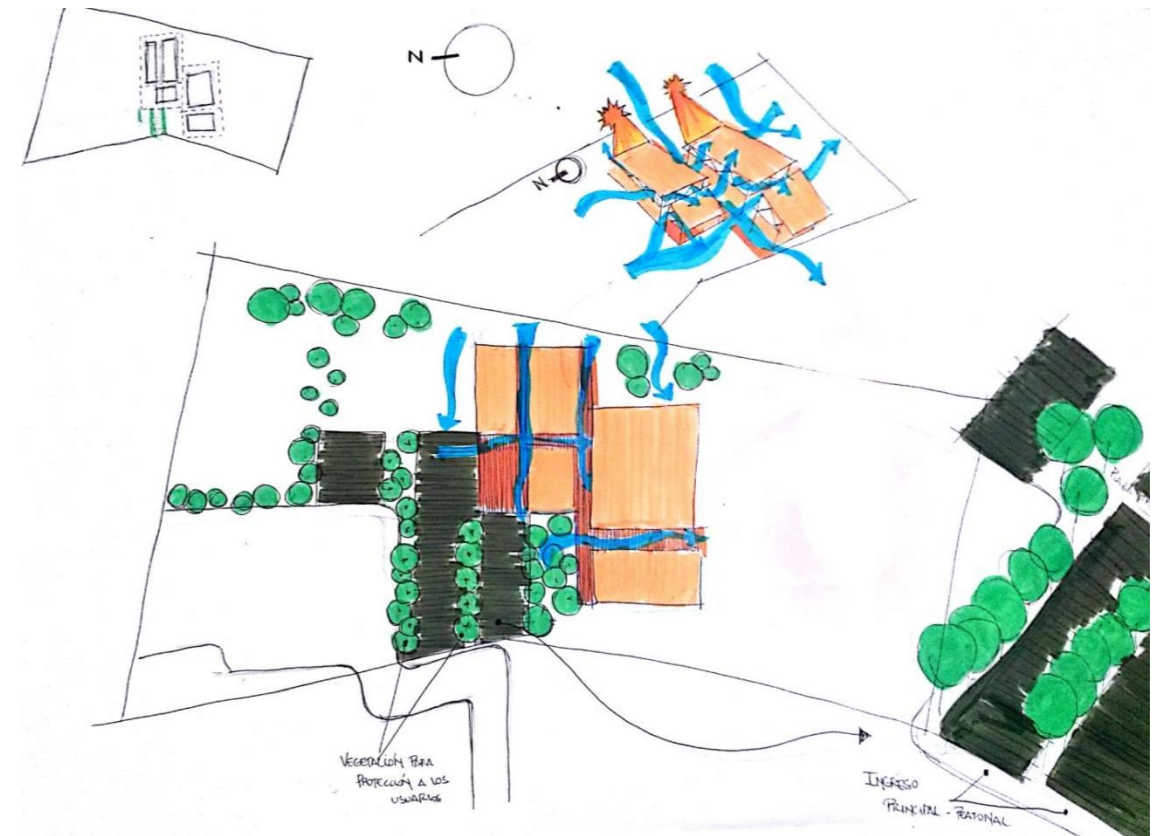 N
N
VEGETACIÓN PARA
PROTECCIÓN A LOS
USUARIOS
INGRESO
PRINCIPAL - PEATONAL